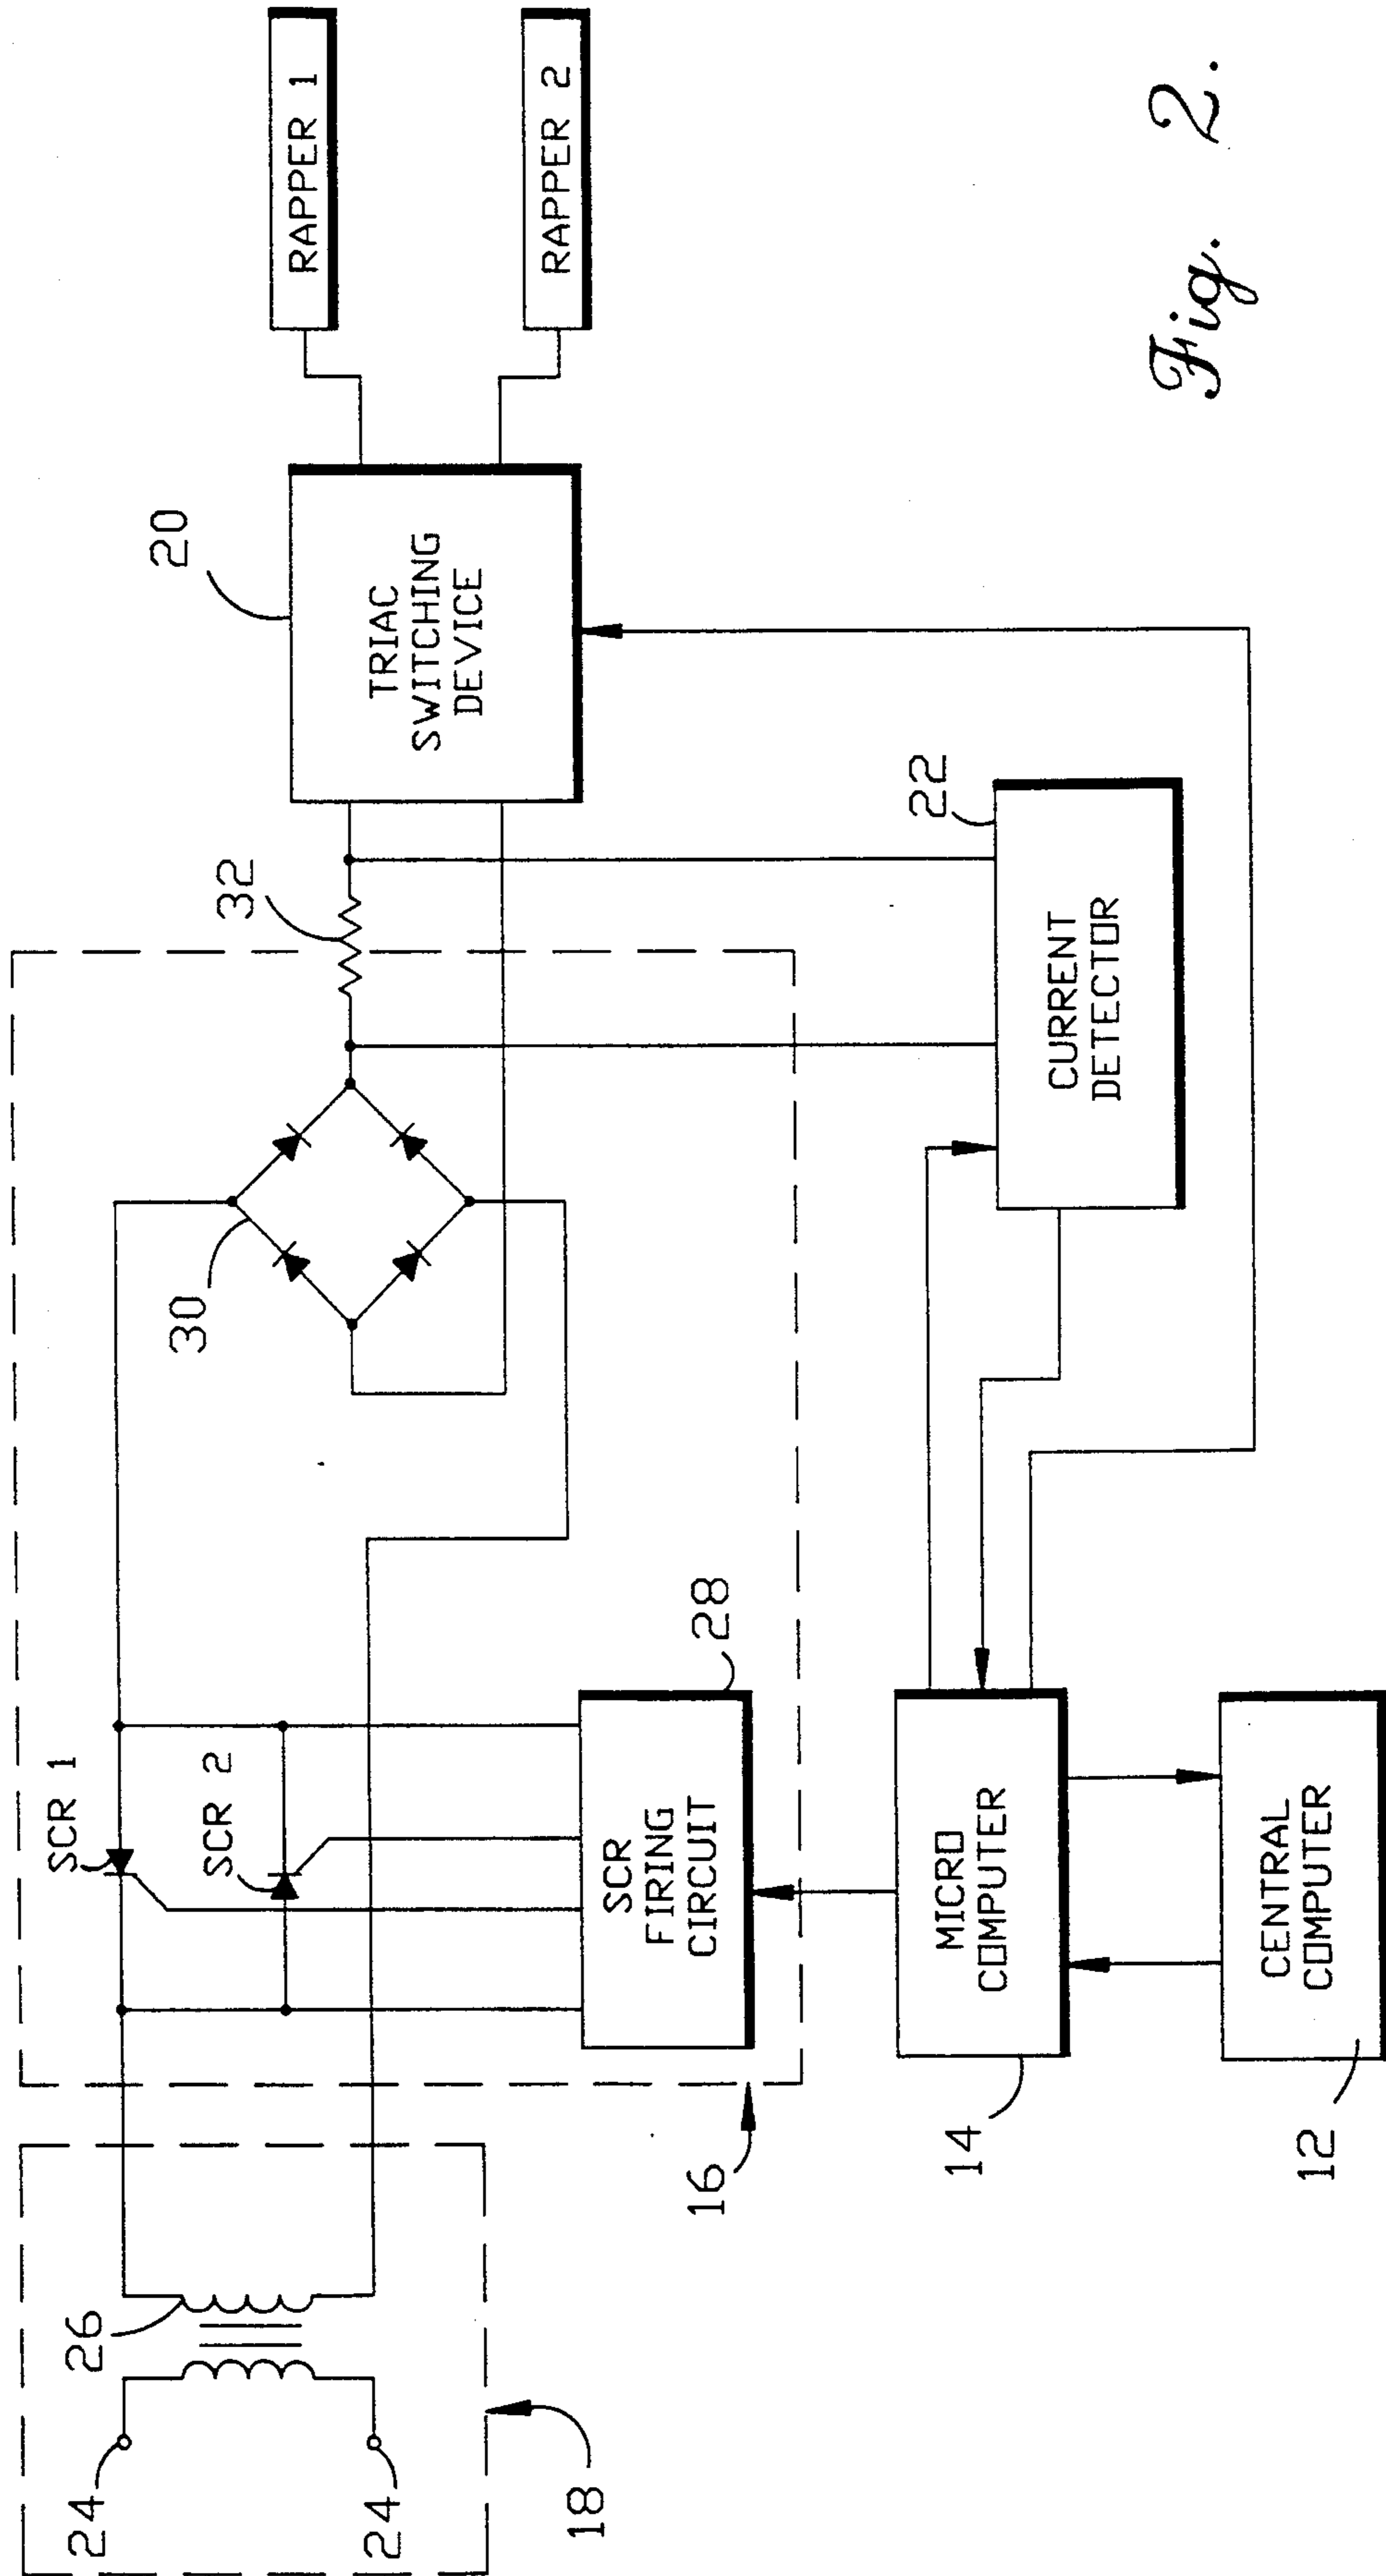 24
24
18
26
SCR 1
SCR 2
SCR
FIRING
CIRCUIT
28
16
30
32
20
TRIAC
SWITCHING
DEVICE
RAPPER 1
RAPPER 2
22
CURRENT
DETECTOR
MICRO
COMPUTER
14
CENTRAL
COMPUTER
12
Fig. 2.